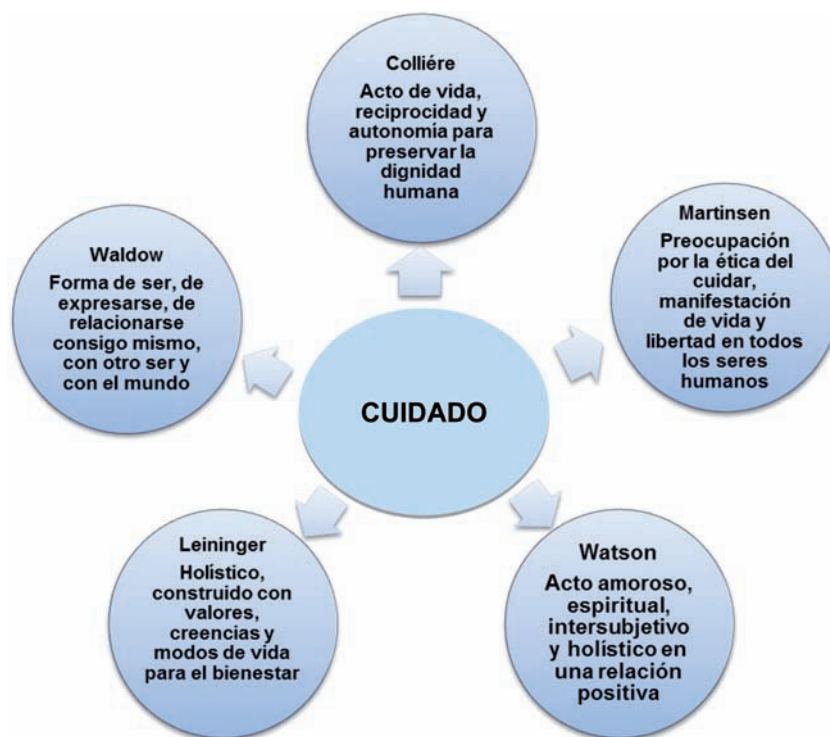 Colliére
Acto de vida,
reciprocidad y
autonomía para
preservar la
dignidad
humana
Waldow
Forma de ser, de
expresarse, de
relacionarse
consigo mismo,
con otro ser y
con el mundo
Martinsen
Preocupación
por la ética del
cuidar,
manifestación
de vida y
libertad en todos
los seres
humanos
CUIDADO
Leininger
Holístico,
construido con
valores,
creencias y
modos de vida
para el bienestar
Watson
Acto amoroso,
espiritual,
intersubjetivo
y holístico en
una relación
positiva